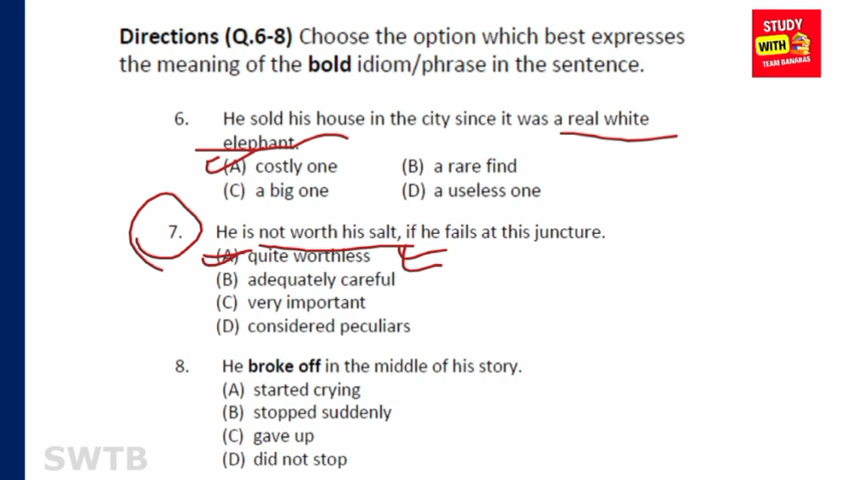 STUDY
WITH
TEAM BANARAS
Directions (Q.6-8) Choose the option which best expresses
the meaning of the bold idiom/phrase in the sentence.
6. He sold his house in the city since it was a real white
elephant.
(A) costly one (B) a rare find
(C) a big one (D) a useless one
7. He is not worth his salt, if he fails at this juncture.
(A) quite worthless
(B) adequately careful
(C) very important
(D) considered peculiars
8. He broke off in the middle of his story.
(A) started crying
(B) stopped suddenly
(C) gave up
(D) did not stop
SWTB